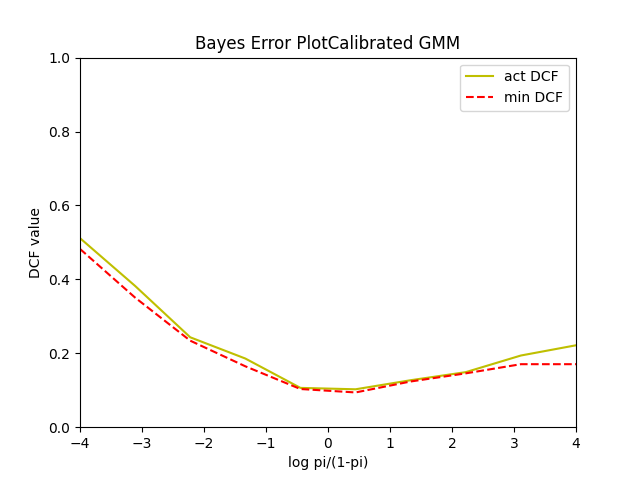 Bayes Error PlotCalibrated GMM
1.0
act DCF
min DCF
0.8
0.6
DCF value
0.4
0.2
0.0
−4 −3 −2 −1 0 1 2 3 4
log pi/(1-pi)